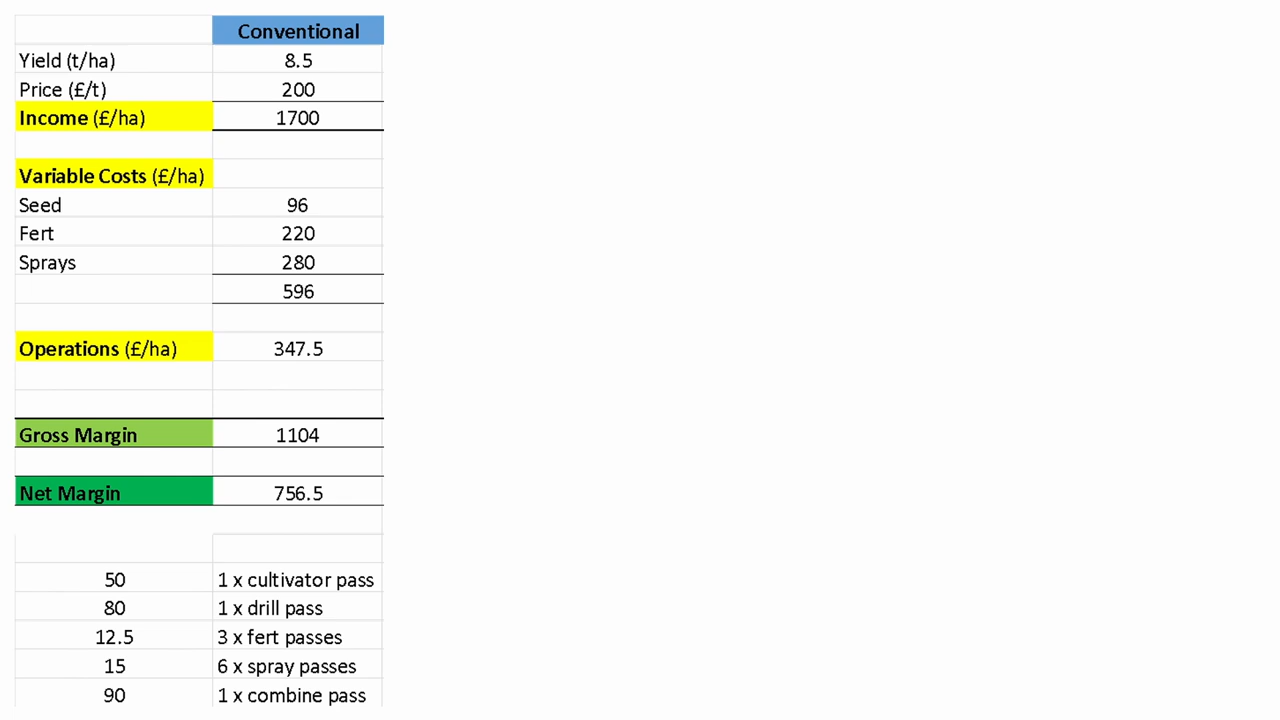 Conventional
Yield (t/ha) 8.5
Price (£/t) 200
Income (£/ha) 1700
Variable Costs (£/ha)
Seed 96
Fert 220
Sprays 280
596
Operations (£/ha) 347.5
Gross Margin 1104
Net Margin 756.5
50 1 x cultivator pass
80 1 x drill pass
12.5 3 x fert passes
15 6 x spray passes
90 1 x combine pass